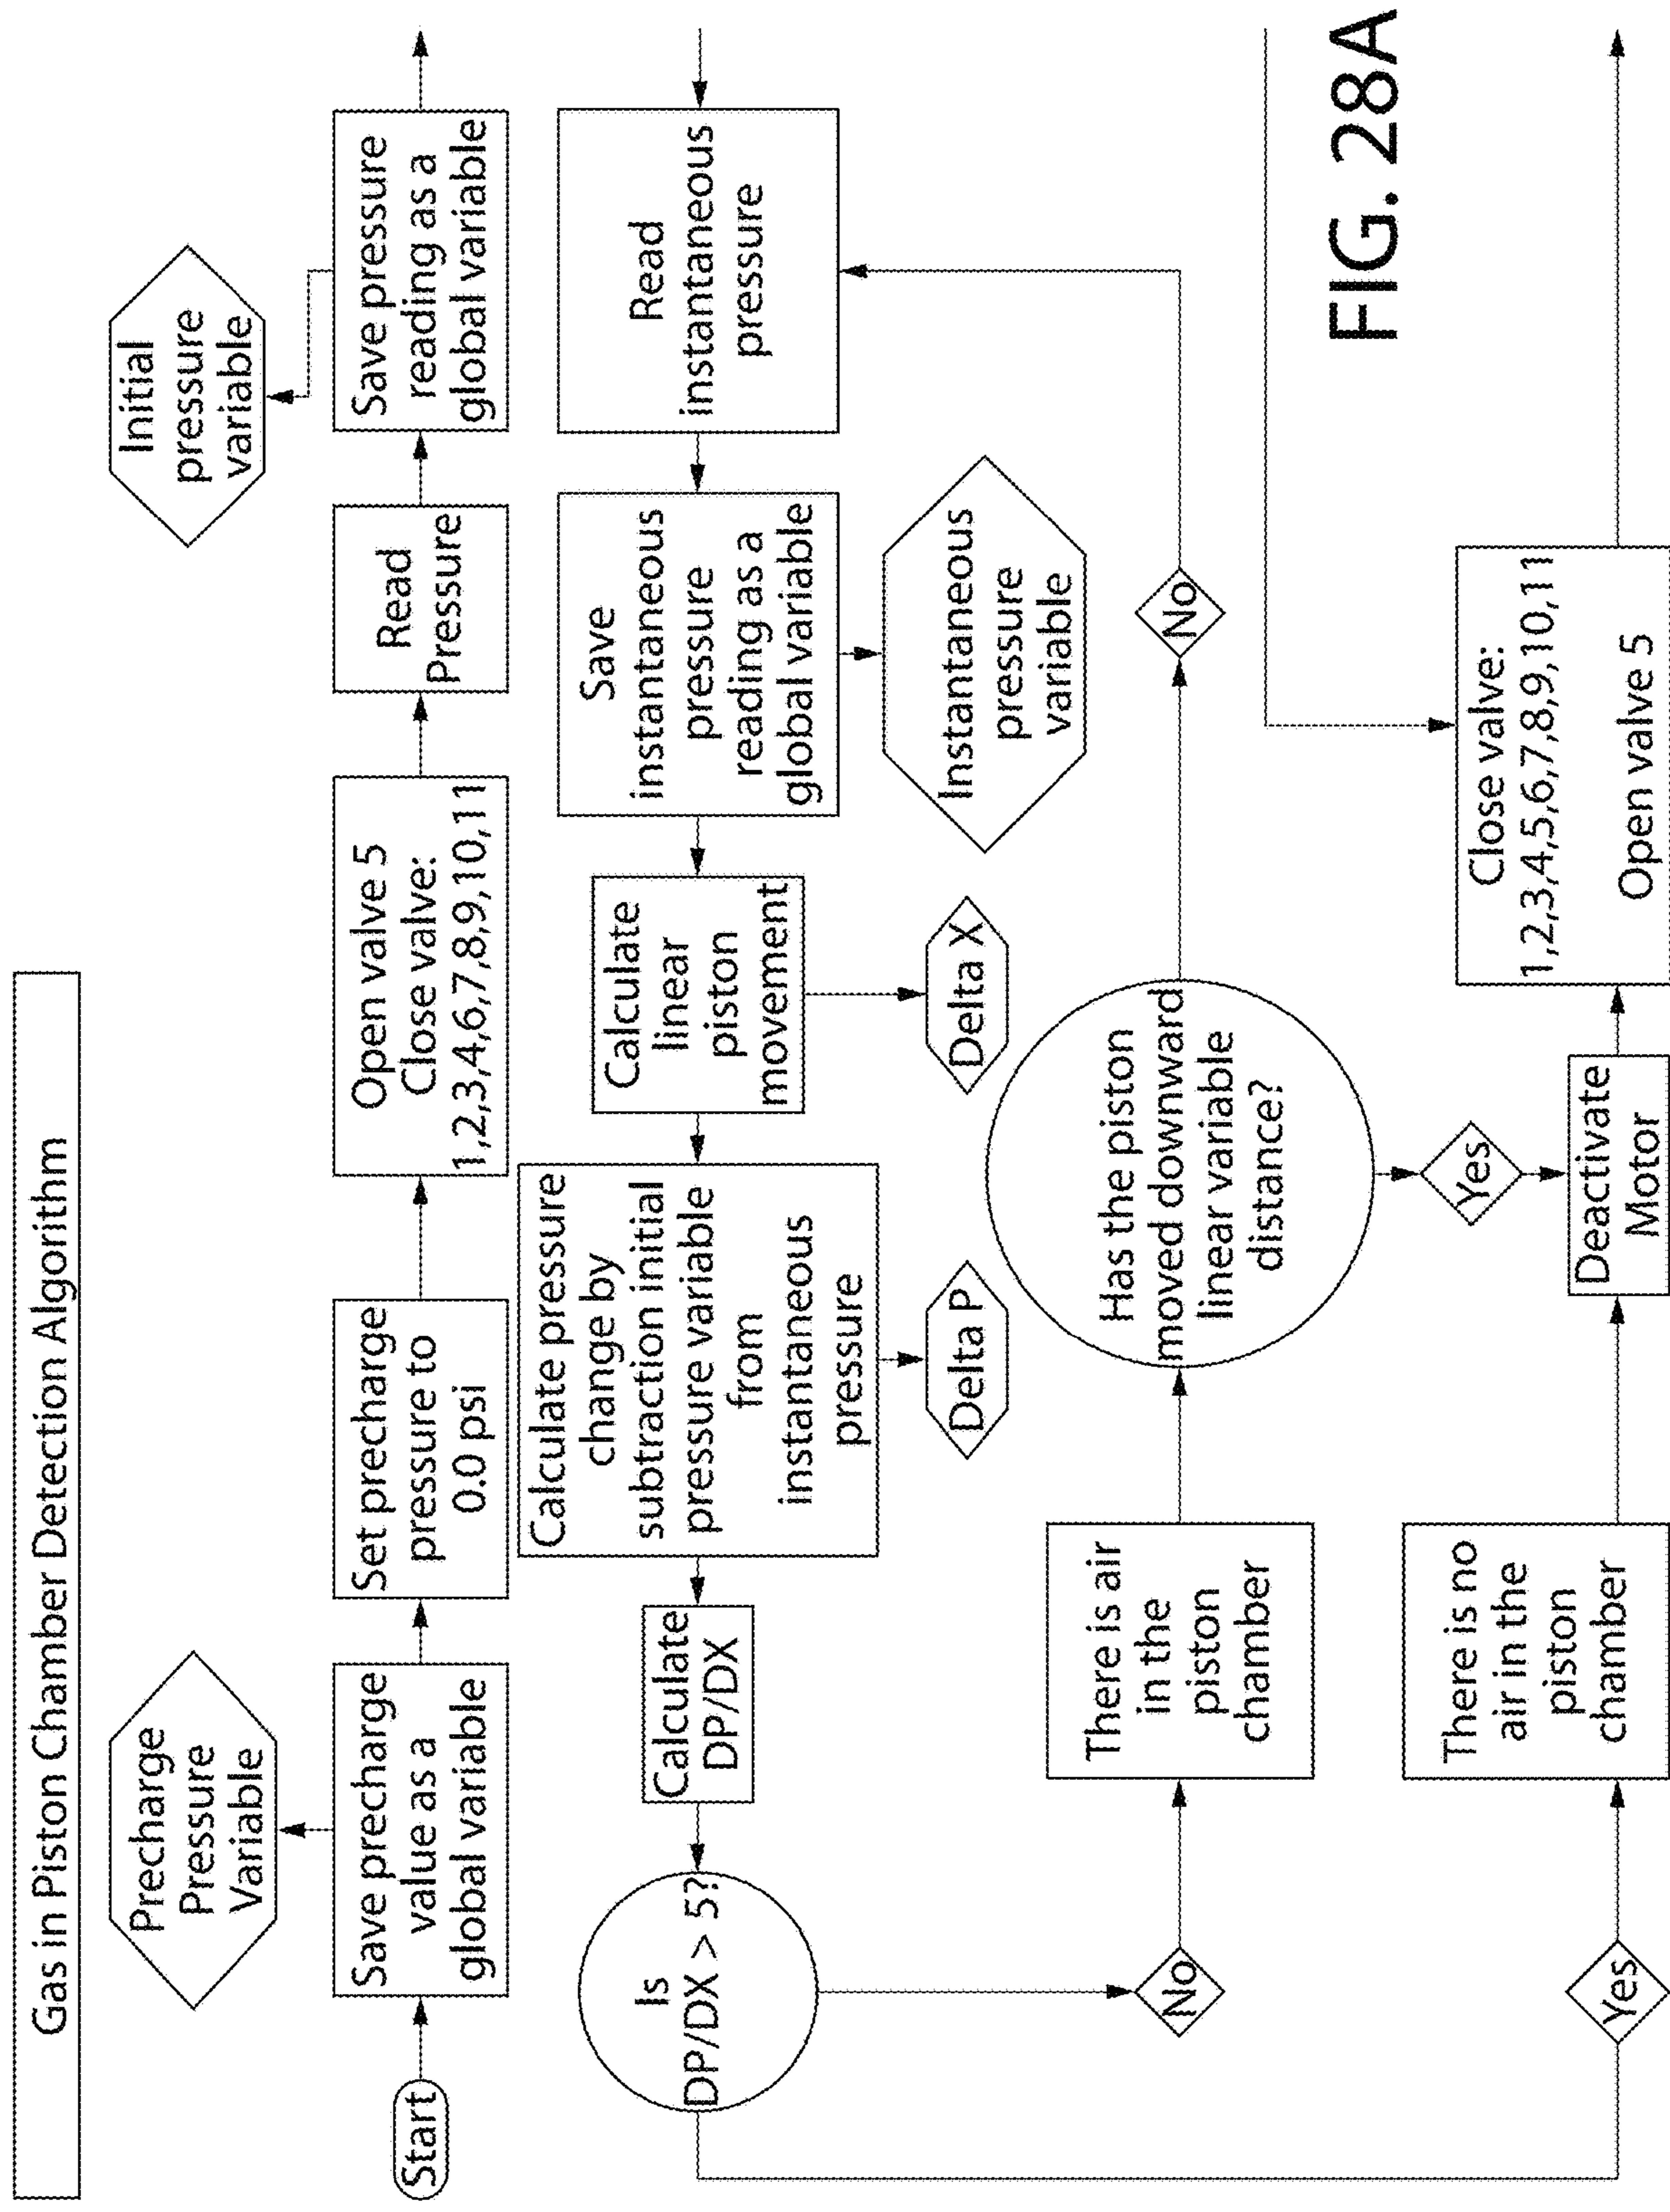 Gas in Piston Chamber Detection Algorithm
Precharge
Pressure
Variable
Initial
pressure
variable
Start
Save precharge
value as a
global variable
Set precharge
pressure to
0.0 psi
Open valve 5
Close valve:
1,2,3,4,6,7,8,9,10,11
Read
Pressure
Save pressure
reading as a
global variable
Read
instantaneous
pressure
Save
instantaneous
pressure
reading as a
global variable
Instantaneous
pressure
variable
Calculate
linear
piston
movement
Delta X
Calculate pressure
change by
subtraction initial
pressure variable
from
instantaneous
pressure
Delta P
Calculate
DP/DX
Is
DP/DX > 5?
No
There is air
in the
piston
chamber
Has the piston
moved downward
linear variable
distance?
No
Yes
Yes
There is no
air in the
piston
chamber
Deactivate
Motor
Close valve:
1,2,3,4,5,6,7,8,9,10,11
Open valve 5
FIG. 28A